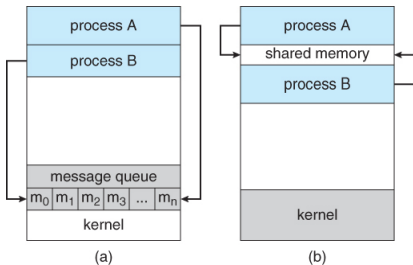 process A
process B
message queue
m0 m1 m2 m3 ... mn
kernel
(a)
process A
shared memory
process B
kernel
(b)